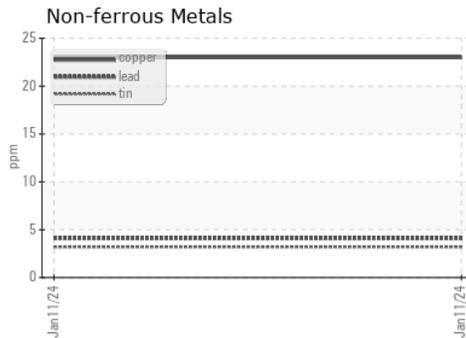 Non-ferrous Metals
25
20
15
10
5
0
ppm
copper
lead
tin
Jan11/24
Jan11/24